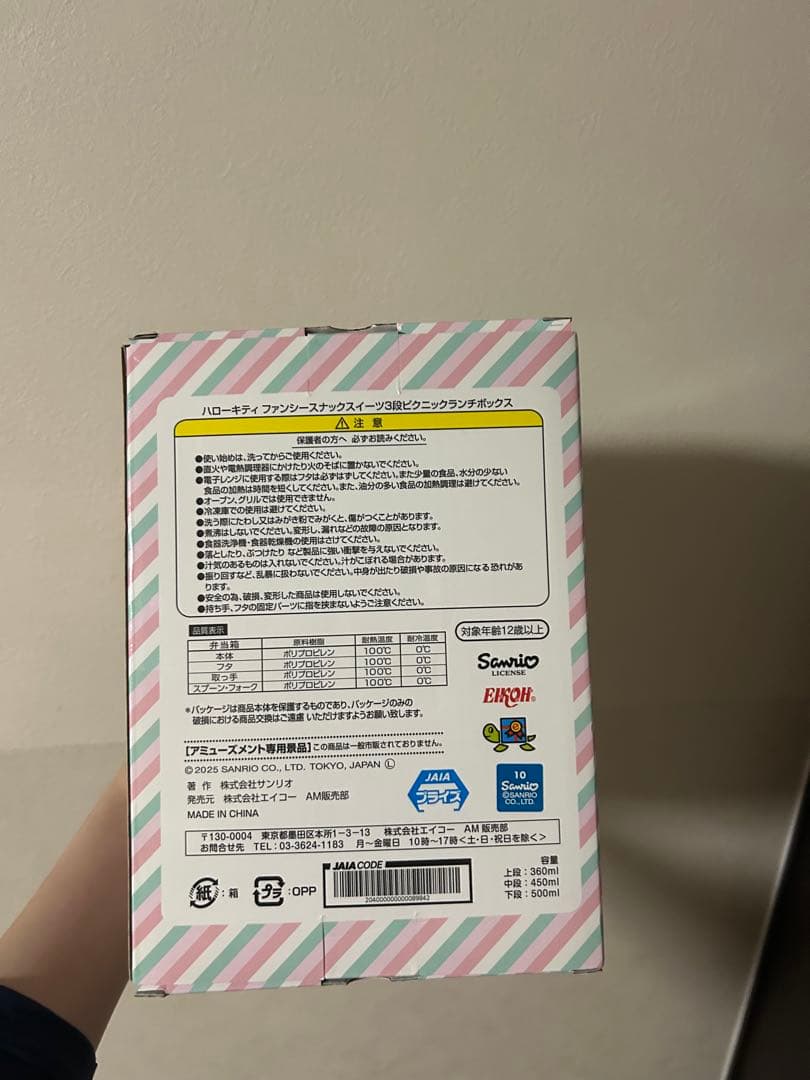 ハローキティ ファンシースナックスイーツ3段ピクニックランチボックス
⚠注 意
保護者の方へ 必ずお読みください。
●使い始めは、洗ってからご使用ください。
●直火や電熱調理器にかけたり火のそばに置かないでください。
●電子レンジに使用する際はフタは必ずはずしてください。また少量の食品、水分の少ない
食品の加熱は時間を短くしてください。また、油分の多い食品の加熱調理は避けてください。
●オーブン、グリルでは使用できません。
●冷凍庫での使用は避けてください。
●洗う際にたわし又はみがき粉でみがくと、傷がつくことがあります。
●煮沸はしないでください。変形し、漏れなどの故障の原因となります。
●食器洗浄機・食器乾燥機の使用はさけてください。
●落としたり、ぶつけたり など製品に強い衝撃を与えないでください。
●汁気のあるものは入れないでください。汁がこぼれる場合があります。
●振り回すなど、乱暴に扱わないでください。中身が出たり破損や事故の原因になる 恐れがあ
ります。
●安全の為、破損、変形した商品は使用しないでください。
●持ち手、フタの固定パーツに指を挟まないようご注意ください。
品質表示
弁当箱 原料樹脂 耐熱温度 耐冷温度
本体 ポリプロピレン 100℃ 0℃
フタ ポリプロピレン 100℃ 0℃
取っ手 ポリプロピレン 100℃ 0℃
スプーン・フォーク ポリプロピレン 100℃ 0℃
対象年齢12歳以上
Sanrio
LICENSE
EIKOH®
＊パッケージは商品本体を保護するものであり、パッケージのみの
破損における商品交換はご遠慮 いただけますようお願い致します。
【アミューズメント専用景品】この商品は一般市販されておりません。
©2025 SANRIO CO., LTD. TOKYO, JAPAN Ⓛ
著 作 株式会社サンリオ
発売元 株式会社エイコー AM販売部
MADE IN CHINA
JAIA
プライズ
10
Sanrio
©SANRIO
CO.,LTD.
〒130-0004 東京都墨田区本所1-3-13 株式会社エイコー AM 販売部
お問合せ先 TEL:03-3624-1183 月～金曜日 10時～17時＜土・日・祝日を除く＞
紙:箱
プラ:OPP
JAIA CODE
2040000000000089842
容量
上段:360ml
中段:450ml
下段:500ml